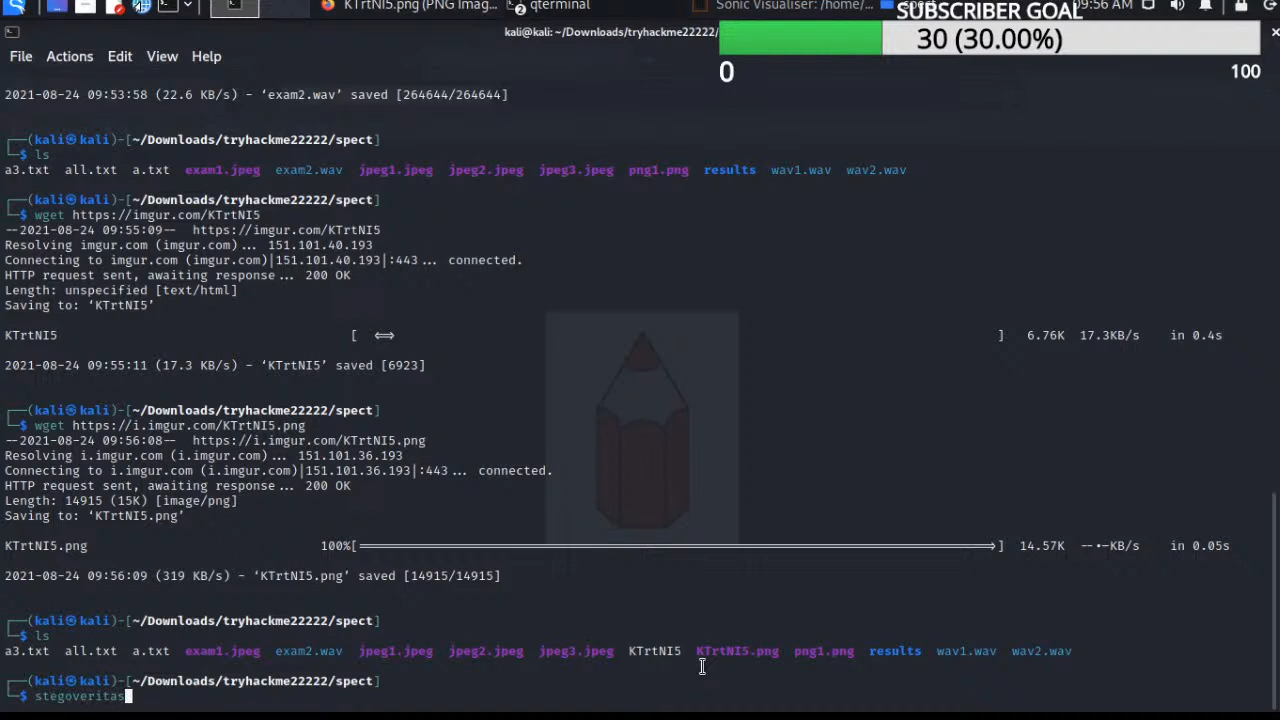 KTrtNI5.png (PNG Imag…
qterminal
2
Sonic Visualiser: /home/…
09:56 AM
kali@kali: ~/Downloads/tryhackme22222/
SUBSCRIBER GOAL
30 (30.00%)
0
100
File Actions Edit View Help
2021-08-24 09:53:58 (22.6 KB/s) - ‘exam2.wav’ saved [264644/264644]
┌──(kali㉿kali)-[~/Downloads/tryhackme22222/spect]
└─$ ls
a3.txt all.txt a.txt exam1.jpeg exam2.wav jpeg1.jpeg jpeg2.jpeg jpeg3.jpeg png1.png results wav1.wav wav2.wav
┌──(kali㉿kali)-[~/Downloads/tryhackme22222/spect]
└─$ wget https://imgur.com/KTrtNI5
--2021-08-24 09:55:09-- https://imgur.com/KTrtNI5
Resolving imgur.com (imgur.com)... 151.101.40.193
Connecting to imgur.com (imgur.com)|151.101.40.193|:443... connected.
HTTP request sent, awaiting response... 200 OK
Length: unspecified [text/html]
Saving to: ‘KTrtNI5’
KTrtNI5 [ <=> ] 6.76K 17.3KB/s in 0.4s
2021-08-24 09:55:11 (17.3 KB/s) - ‘KTrtNI5’ saved [6923]
┌──(kali㉿kali)-[~/Downloads/tryhackme22222/spect]
└─$ wget https://i.imgur.com/KTrtNI5.png
--2021-08-24 09:56:08-- https://i.imgur.com/KTrtNI5.png
Resolving i.imgur.com (i.imgur.com)... 151.101.36.193
Connecting to i.imgur.com (i.imgur.com)|151.101.36.193|:443... connected.
HTTP request sent, awaiting response... 200 OK
Length: 14915 (15K) [image/png]
Saving to: ‘KTrtNI5.png’
KTrtNI5.png 100%[===================>] 14.57K --.-KB/s in 0.05s
2021-08-24 09:56:09 (319 KB/s) - ‘KTrtNI5.png’ saved [14915/14915]
┌──(kali㉿kali)-[~/Downloads/tryhackme22222/spect]
└─$ ls
a3.txt all.txt a.txt exam1.jpeg exam2.wav jpeg1.jpeg jpeg2.jpeg jpeg3.jpeg KTrtNI5 KTrtNI5.png png1.png results wav1.wav wav2.wav
┌──(kali㉿kali)-[~/Downloads/tryhackme22222/spect]
└─$ stegoveritas